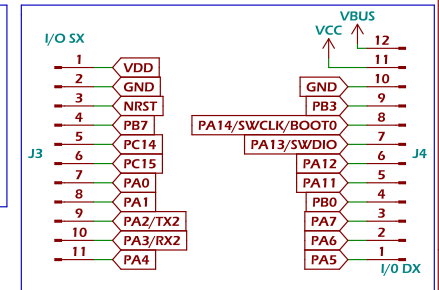 VBUS
VCC
I/O SX
12
1 VDD
11
2 GND
GND 10
3 NRST
PB3 9
4 PB7
PA14/SWCLK/BOOT0 8
5 PC14
PA13/SWDIO 7
J3
J4
6 PC15
PA12 6
7 PA0
PA11 5
8 PA1
PB0 4
9 PA2/TX2
PA7 3
10 PA3/RX2
PA6 2
11 PA4
PA5 1
I/0 DX